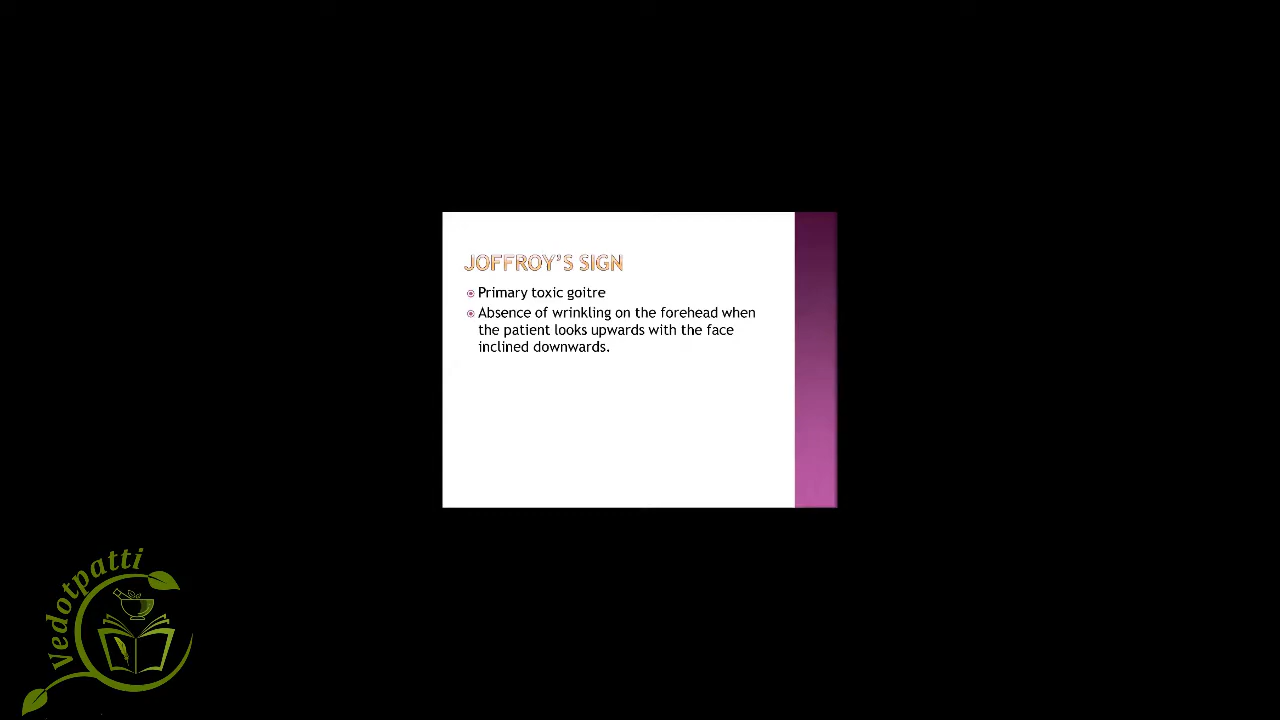 JOFFROY'S SIGN
Primary toxic goitre
Absence of wrinkling on the forehead when
the patient looks upwards with the face
inclined downwards.
vedotpatti